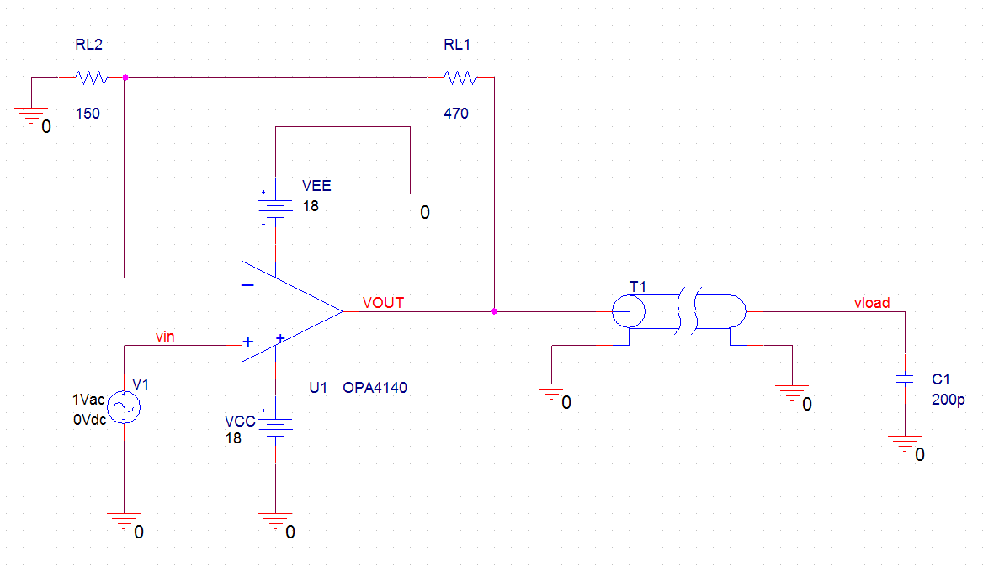 RL2
RL1
150
470
0
VEE
18
0
T1
VOUT
vload
vin
V1
1Vac
0Vdc
U1 OPA4140
C1
200p
VCC
18
0
0
0
0
0